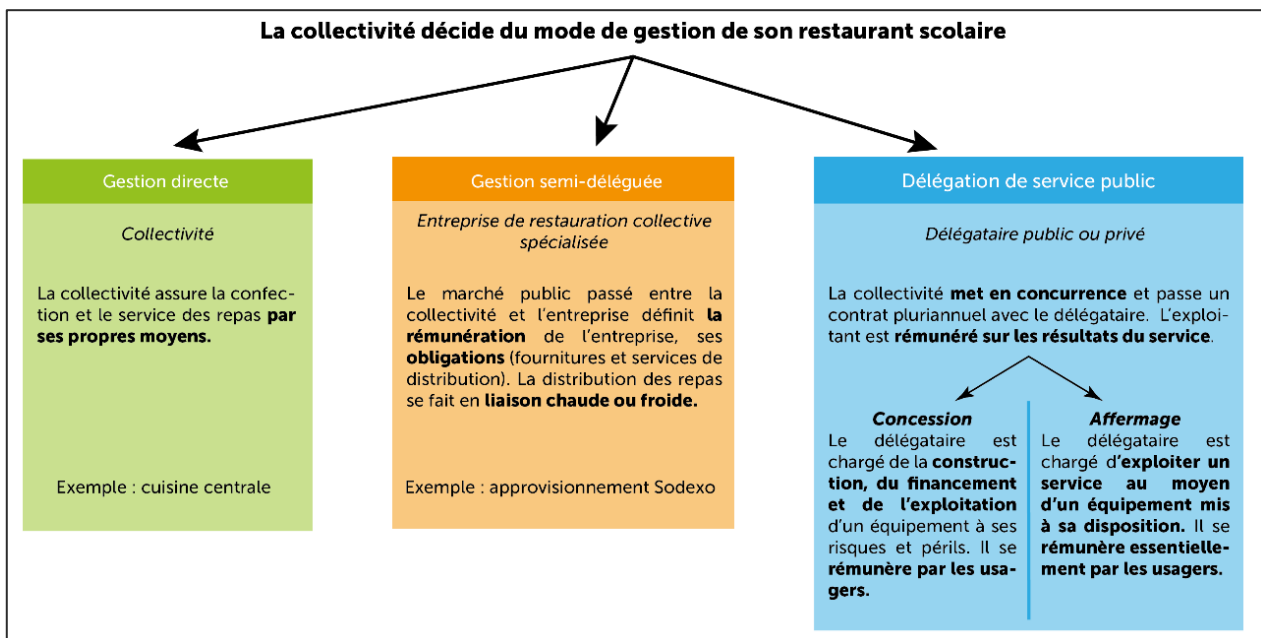 La collectivité décide du mode de gestion de son restaurant scolaire
Gestion directe
Collectivité
La collectivité assure la confec-
tion et le service des repas par
ses propres moyens.
Exemple : cuisine centrale
Gestion semi-déléguée
Entreprise de restauration collective
spécialisée
Le marché public passé entre la
collectivité et l'entreprise définit la
rémunération de l'entreprise, ses
obligations (fournitures et services de
distribution). La distribution des repas
se fait en liaison chaude ou froide.
Exemple : approvisionnement Sodexo
Délégation de service public
Délégataire public ou privé
La collectivité met en concurrence et passe un
contrat pluriannuel avec le délégataire. L'exploi-
tant est rémunéré sur les résultats du service.
Concession
Le délégataire est
chargé de la construc-
tion, du financement
et de l'exploitation
d'un équipement à ses
risques et périls. Il se
rémunère par les usa-
gers.
Affermage
Le délégataire est
chargé d'exploiter un
service au moyen
d'un équipement mis
à sa disposition. Il se
rémunère essentielle-
ment par les usagers.